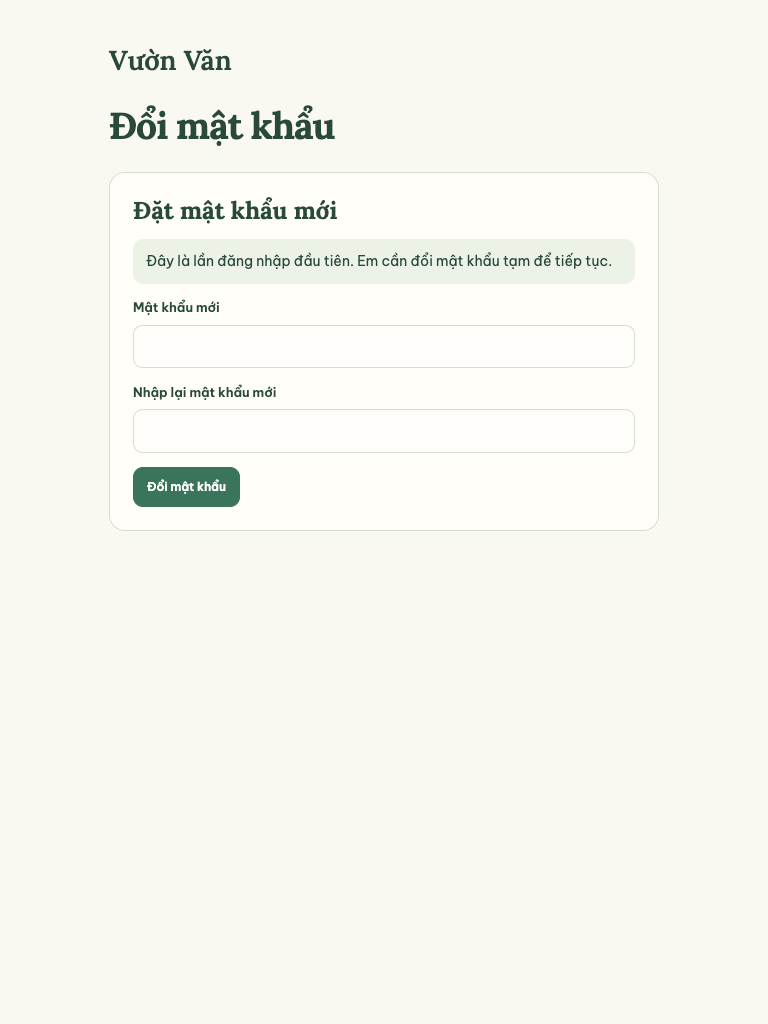 Vườn Văn
Đổi mật khẩu
Đặt mật khẩu mới
Đây là lần đăng nhập đầu tiên. Em cần đổi mật khẩu tạm để tiếp tục.
Mật khẩu mới
Nhập lại mật khẩu mới
Đổi mật khẩu